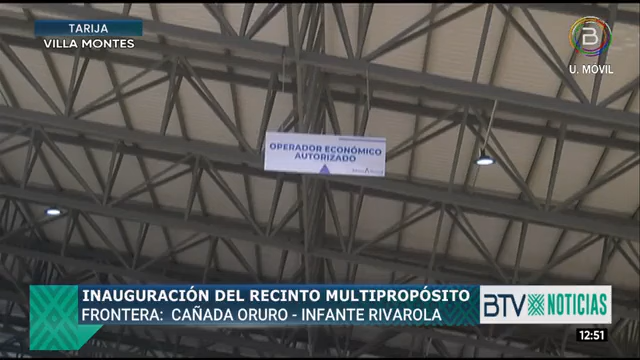 TARIJA
VILLA MONTES
B
U. MÓVIL
OPERADOR ECONÓMICO
AUTORIZADO
INAUGURACIÓN DEL RECINTO MULTIPROPÓSITO
FRONTERA: CAÑADA ORURO - INFANTE RIVAROLA
BTV NOTICIAS
12:51